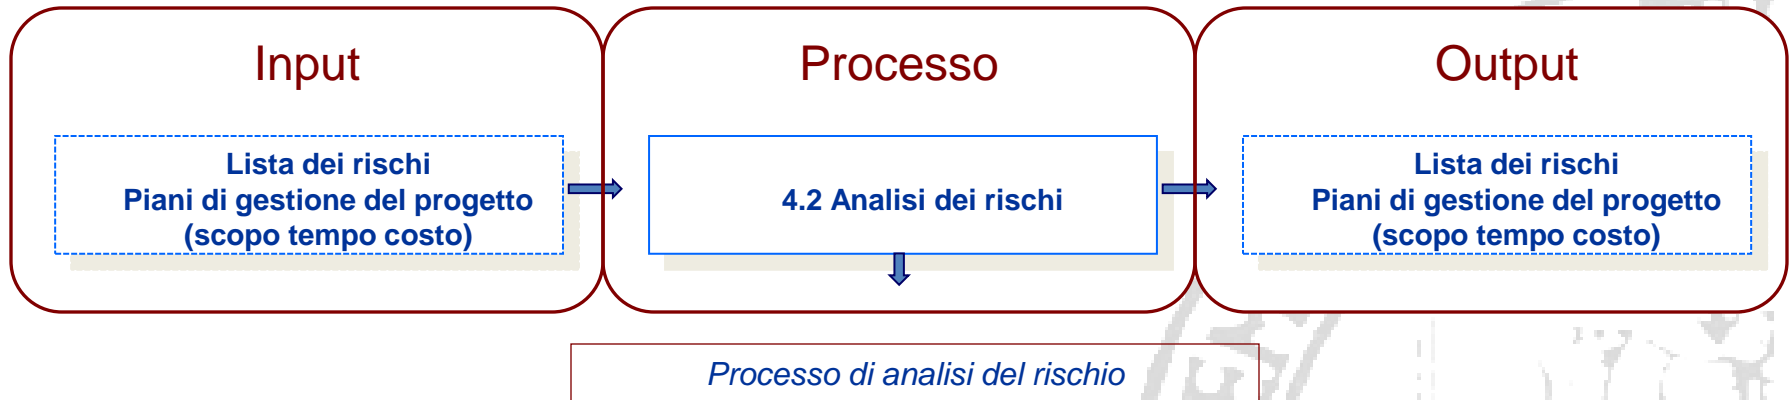 Input
Processo
Output
Lista dei rischi
Piani di gestione del progetto
(scopo tempo costo)
4.2 Analisi dei rischi
Lista dei rischi
Piani di gestione del progetto
(scopo tempo costo)
Processo di analisi del rischio